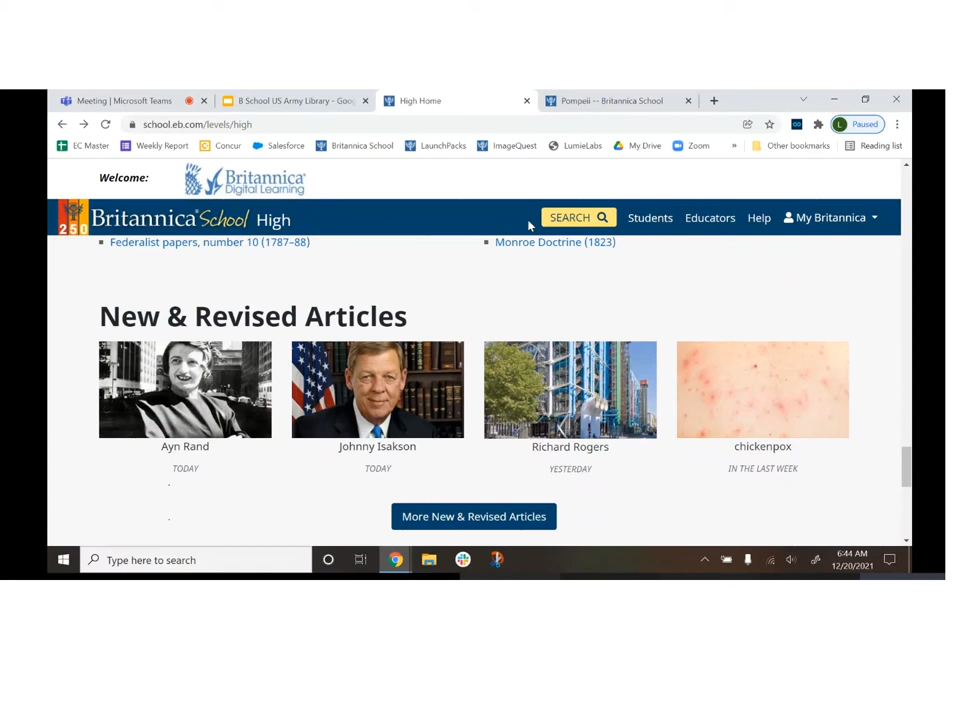 Meeting | Microsoft Teams
B School US Army Library - Goo
High Home
Pompeii -- Britannica School
school.eb.com/levels/high
L Paused
EC Master Weekly Report Concur Salesforce Britannica School LaunchPacks ImageQuest LumieLabs My Drive Zoom » Other bookmarks Reading list
Welcome: Britannica
Digital Learning
250 Britannica School High SEARCH Students Educators Help My Britannica
Federalist papers, number 10 (1787–88) Monroe Doctrine (1823)
New & Revised Articles
Ayn Rand Johnny Isakson Richard Rogers chickenpox
TODAY TODAY YESTERDAY IN THE LAST WEEK
More New & Revised Articles
Type here to search
6:44 AM
12/20/2021